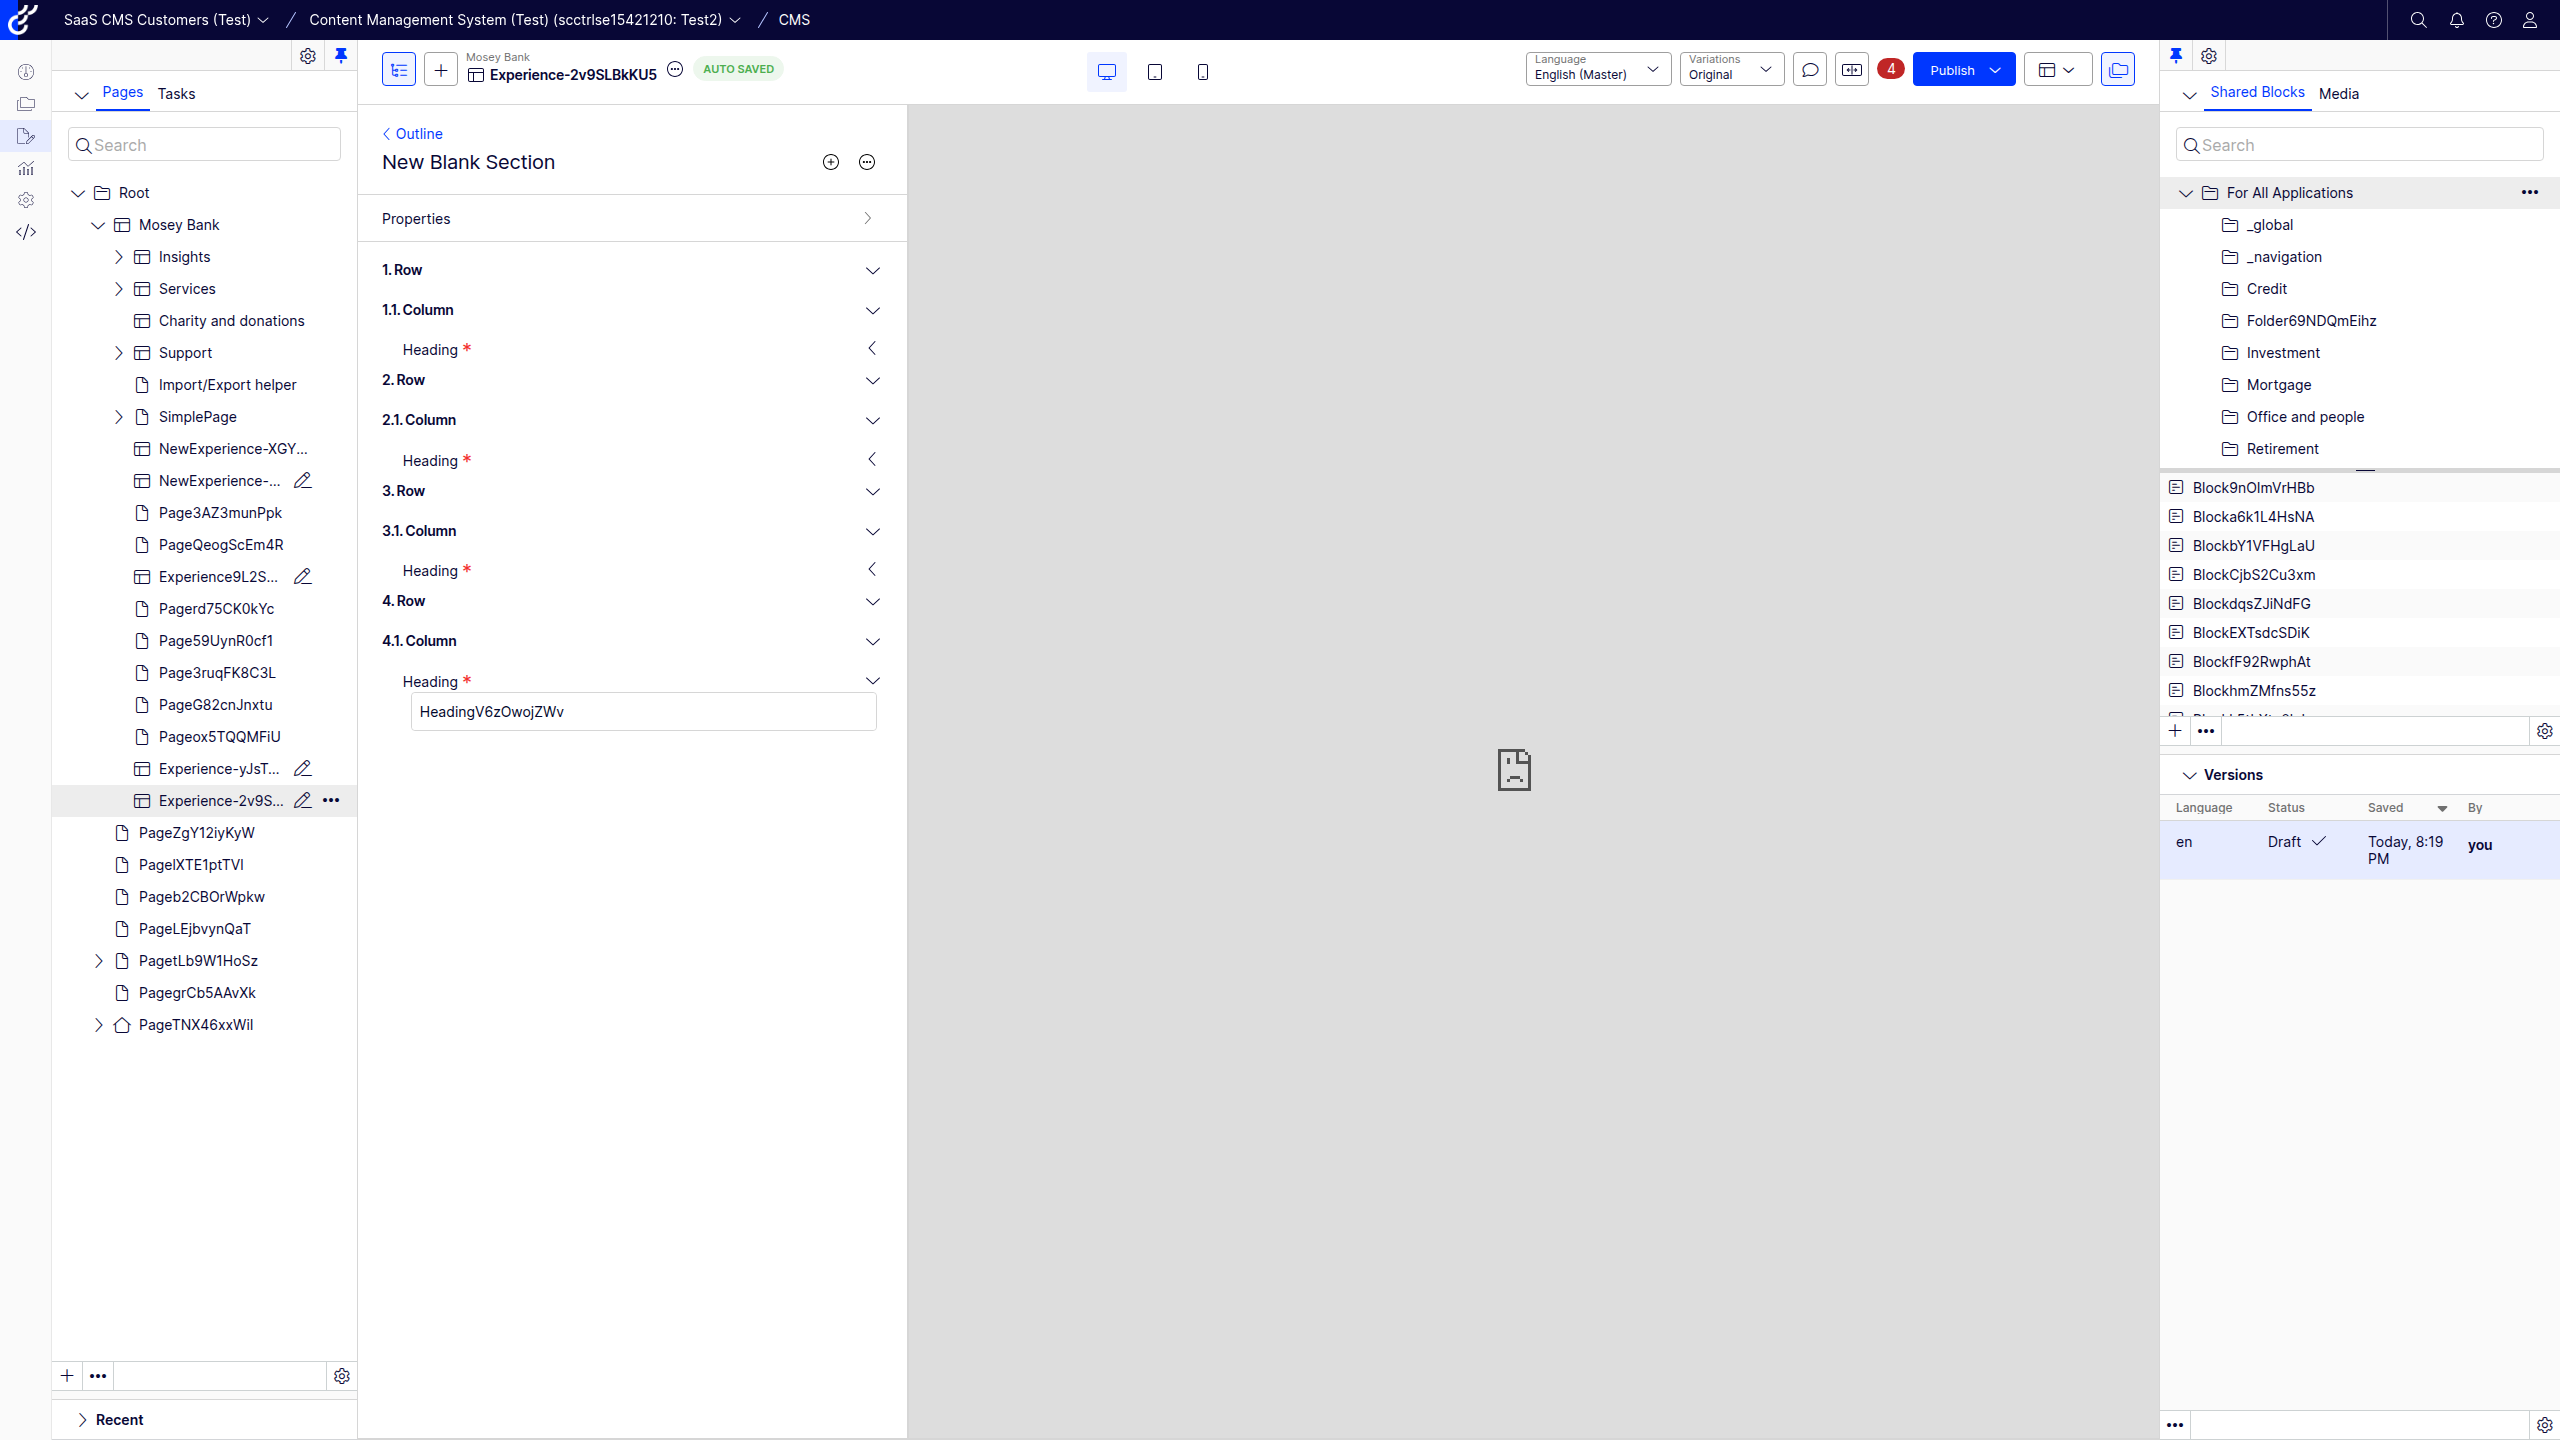 SaaS CMS Customers (Test)
Content Management System (Test) (scctrlse15421210: Test2)
CMS
Pages
Tasks
Search
Root
Mosey Bank
Insights
Services
Charity and donations
Support
Import/Export helper
SimplePage
NewExperience-XGY...
NewExperience-...
Page3AZ3munPpk
PageQeogScEm4R
Experience9L2S...
Pagerd75CK0kYc
Page59UynR0cf1
Page3ruqFK8C3L
PageG82cnJnxtu
Pageox5TQQMFiU
Experience-yJsT...
Experience-2v9S...
PageZgY12iyKyW
PagelXTE1ptTVl
Pageb2CBOrWpkw
PageLEjbvynQaT
PagetLb9W1HoSz
PagegrCb5AAvXk
PageTNX46xxWil
Recent
Mosey Bank
Experience-2v9SLBkKU5
AUTO SAVED
Language
English (Master)
Variations
Original
4
Publish
Outline
New Blank Section
Properties
1. Row
1.1. Column
Heading *
2. Row
2.1. Column
Heading *
3. Row
3.1. Column
Heading *
4. Row
4.1. Column
Heading *
HeadingV6zOwojZWv
Shared Blocks
Media
Search
For All Applications
_global
_navigation
Credit
Folder69NDQmEihz
Investment
Mortgage
Office and people
Retirement
Block9nOlmVrHBb
Blocka6k1L4HsNA
BlockbY1VFHgLaU
BlockCjbS2Cu3xm
BlockdqsZJiNdFG
BlockEXTsdcSDiK
BlockfF92RwphAt
BlockhmZMfns55z
Versions
Language
Status
Saved
By
en
Draft
Today, 8:19
PM
you